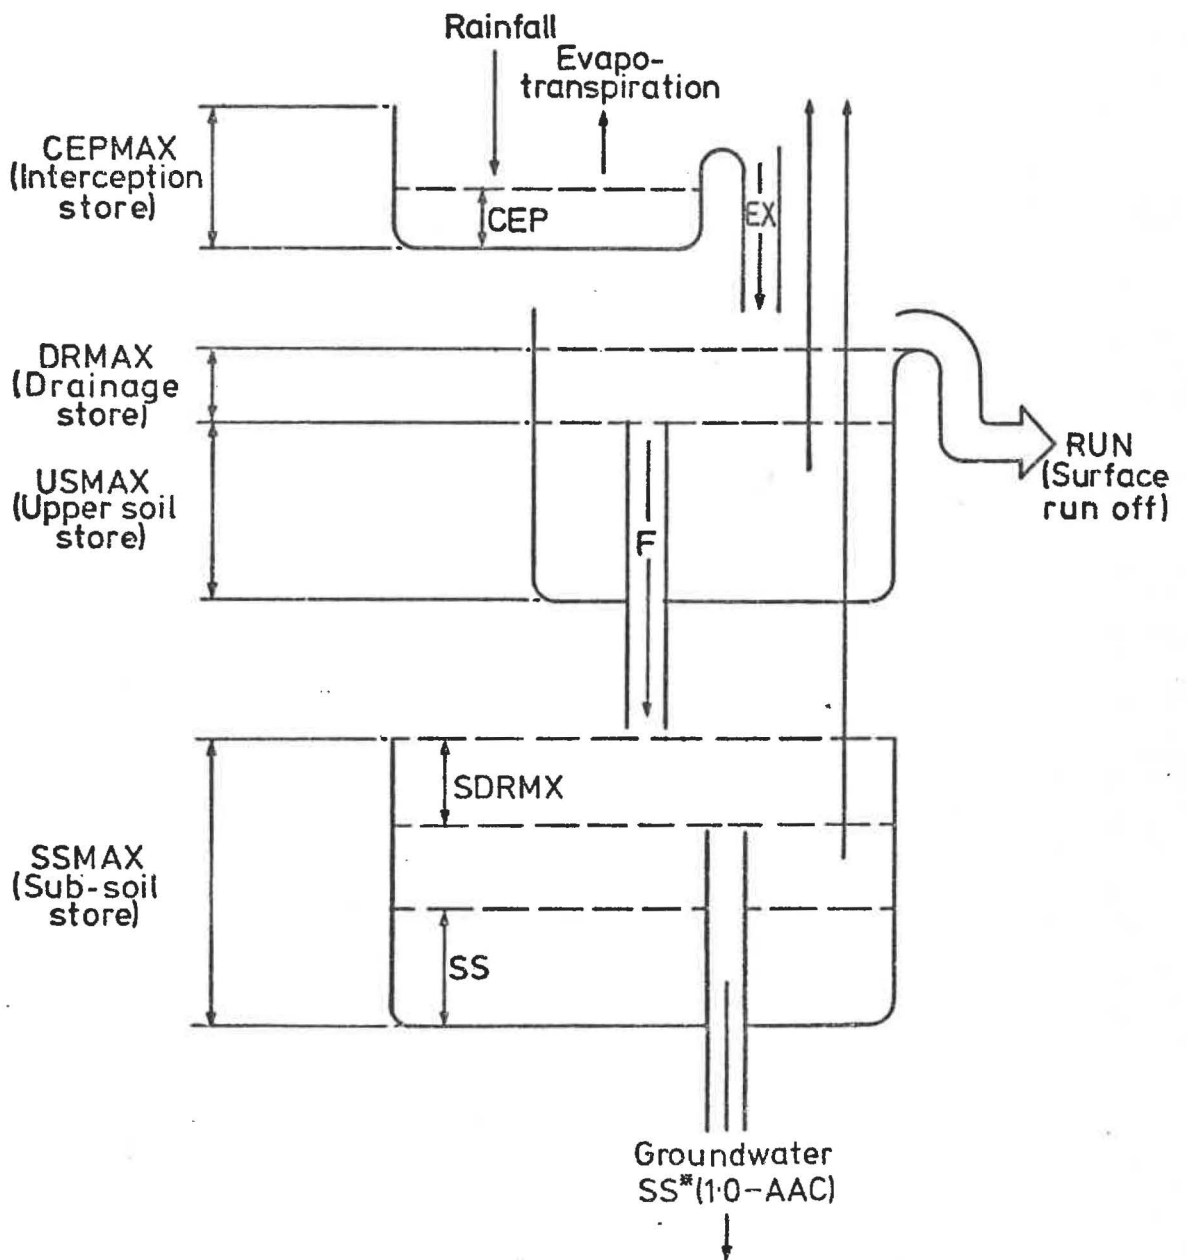 Rainfall
Evapo-
transpiration
CEPMAX
(Interception
store)
CEP
EX
DRMAX
(Drainage
store)
USMAX
(Upper soil
store)
F
RUN
(Surface
run off)
SDRMX
SSMAX
(Sub-soil
store)
SS
Groundwater
SS*(1·0-AAC)